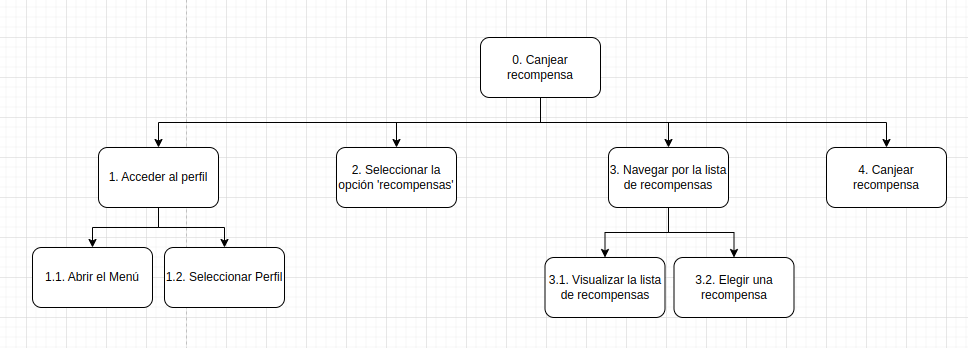 0. Canjear
recompensa
1. Acceder al perfil
2. Seleccionar la
opción 'recompensas'
3. Navegar por la lista
de recompensas
4. Canjear
recompensa
1.1. Abrir el Menú
1.2. Seleccionar Perfil
3.1. Visualizar la lista
de recompensas
3.2. Elegir una
recompensa